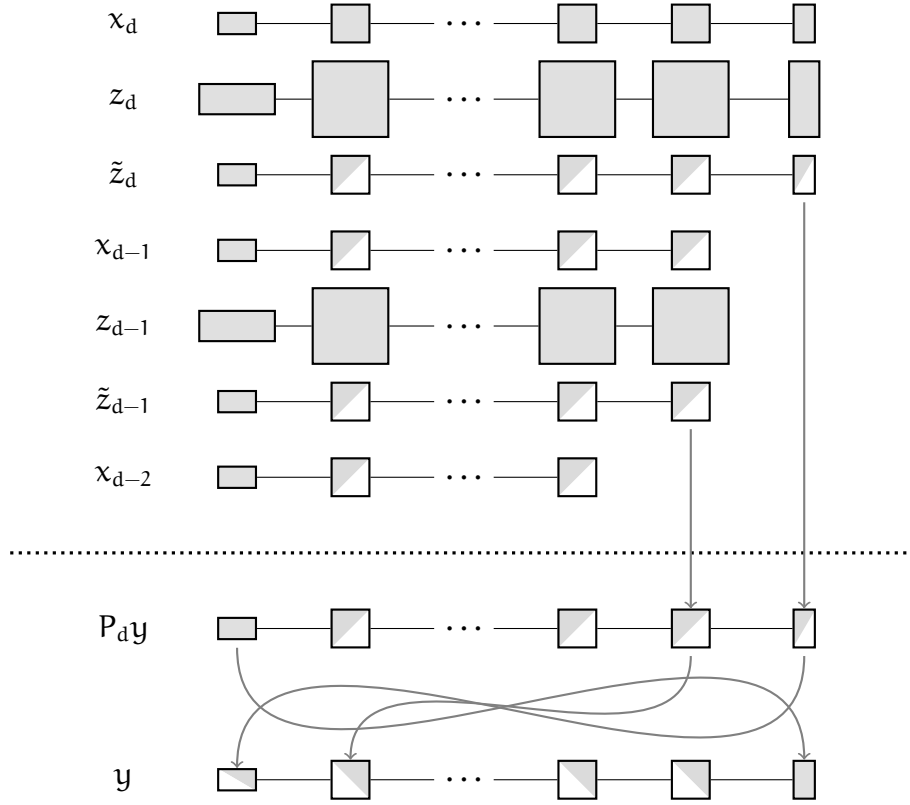 x_d ···
z_d ···
z̃_d ···
x_{d−1} ···
z_{d−1} ···
z̃_{d−1} ···
x_{d−2} ···
P_d y ···
y ···